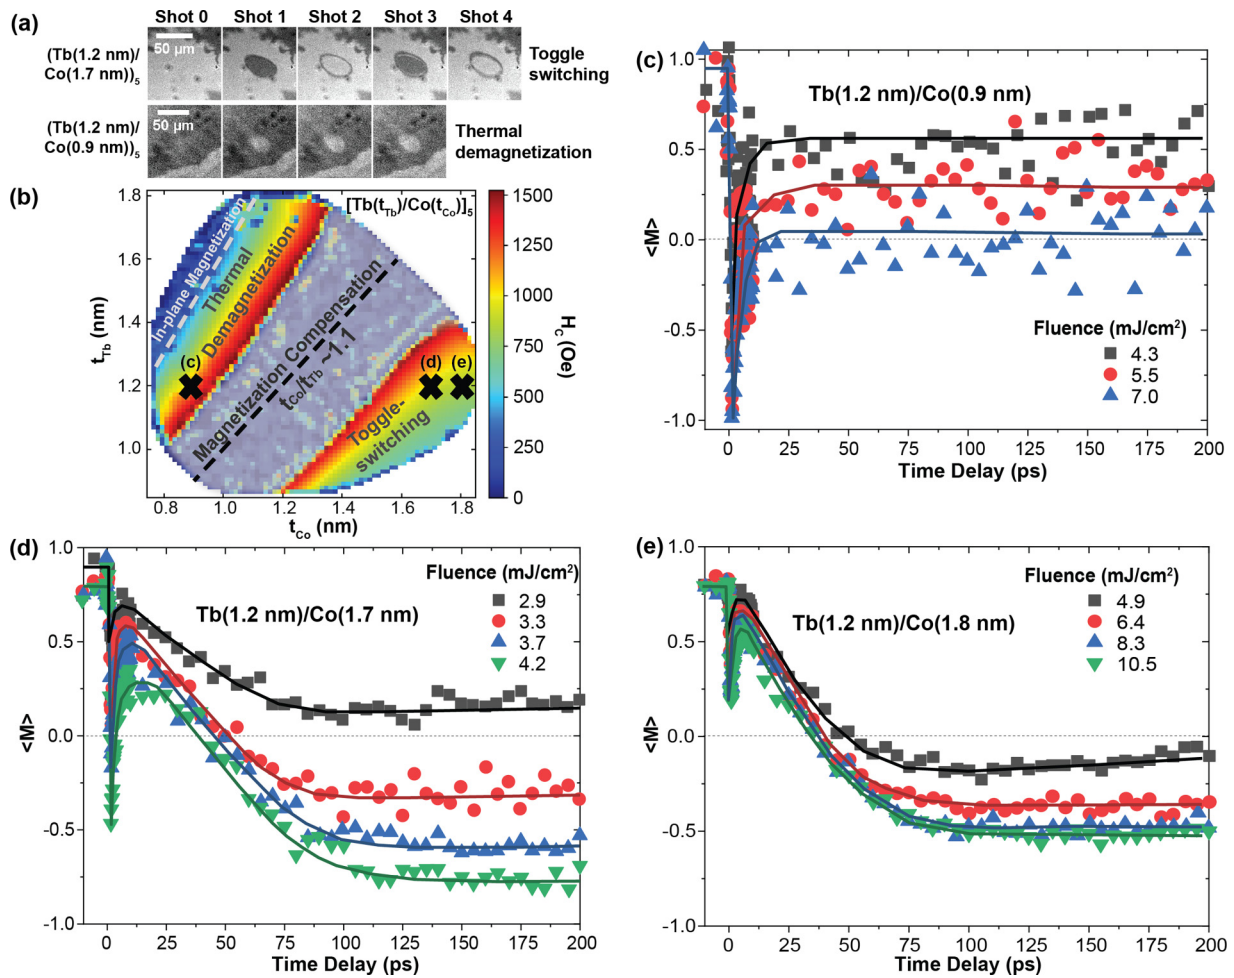 (a)
Shot 0 Shot 1 Shot 2 Shot 3 Shot 4
(Tb(1.2 nm)/
Co(1.7 nm))₅
50 µm
Toggle
switching
(Tb(1.2 nm)/
Co(0.9 nm))₅
50 µm
Thermal
demagnetization
(b)
[Tb(t_Tb)/Co(t_Co)]₅
In-plane Magnetization
Thermal
Demagnetization
Magnetization Compensation
t_Co/t_Tb ~1.1
Toggle-
switching
(c)
(d)
(e)
1.8
1.6
1.4
1.2
1.0
t_Tb (nm)
0.8 1.0 1.2 1.4 1.6 1.8
t_Co (nm)
1500
1250
1000
750
500
250
0
H_C (Oe)
(c)
Tb(1.2 nm)/Co(0.9 nm)
Fluence (mJ/cm²)
4.3
5.5
7.0
1.0
0.5
0.0
-0.5
-1.0
<M>
0 25 50 75 100 125 150 175 200
Time Delay (ps)
(d)
Tb(1.2 nm)/Co(1.7 nm)
Fluence (mJ/cm²)
2.9
3.3
3.7
4.2
1.0
0.5
0.0
-0.5
-1.0
<M>
0 25 50 75 100 125 150 175 200
Time Delay (ps)
(e)
Tb(1.2 nm)/Co(1.8 nm)
Fluence (mJ/cm²)
4.9
6.4
8.3
10.5
1.0
0.5
0.0
-0.5
-1.0
<M>
0 25 50 75 100 125 150 175 200
Time Delay (ps)